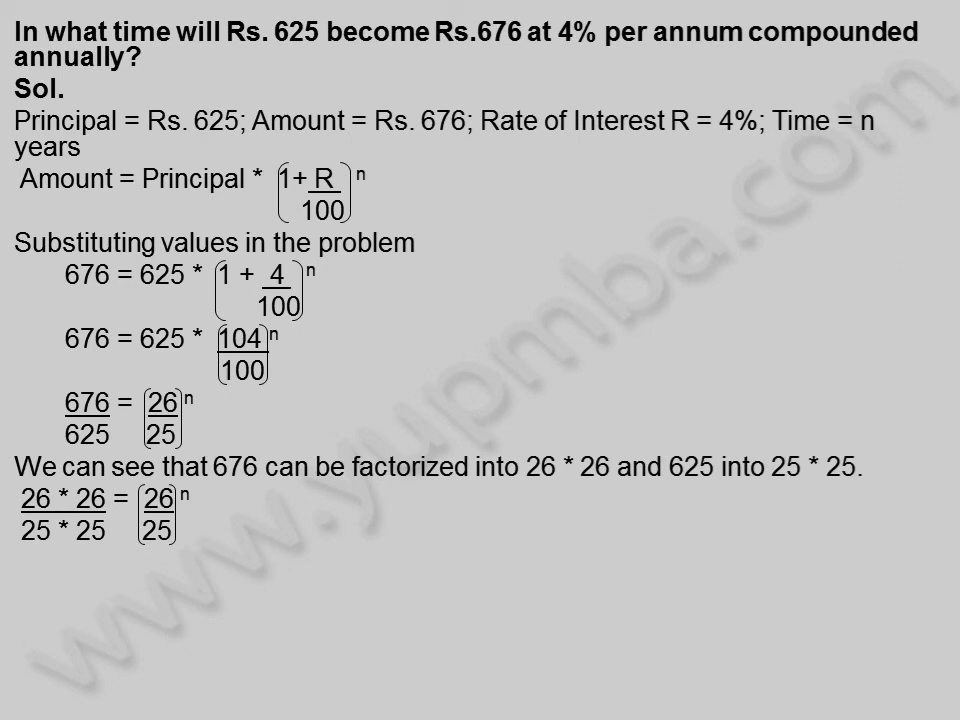 In what time will Rs. 625 become Rs.676 at 4% per annum compounded
annually?
Sol.
Principal = Rs. 625; Amount = Rs. 676; Rate of Interest R = 4%; Time = n
years
Amount = Principal * (1+ R) n
100
Substituting values in the problem
676 = 625 * (1 + 4) n
100
676 = 625 * (104) n
100
676 = (26) n
625 25
We can see that 676 can be factorized into 26 * 26 and 625 into 25 * 25.
26 * 26 = (26) n
25 * 25 25
www.yupmba.com